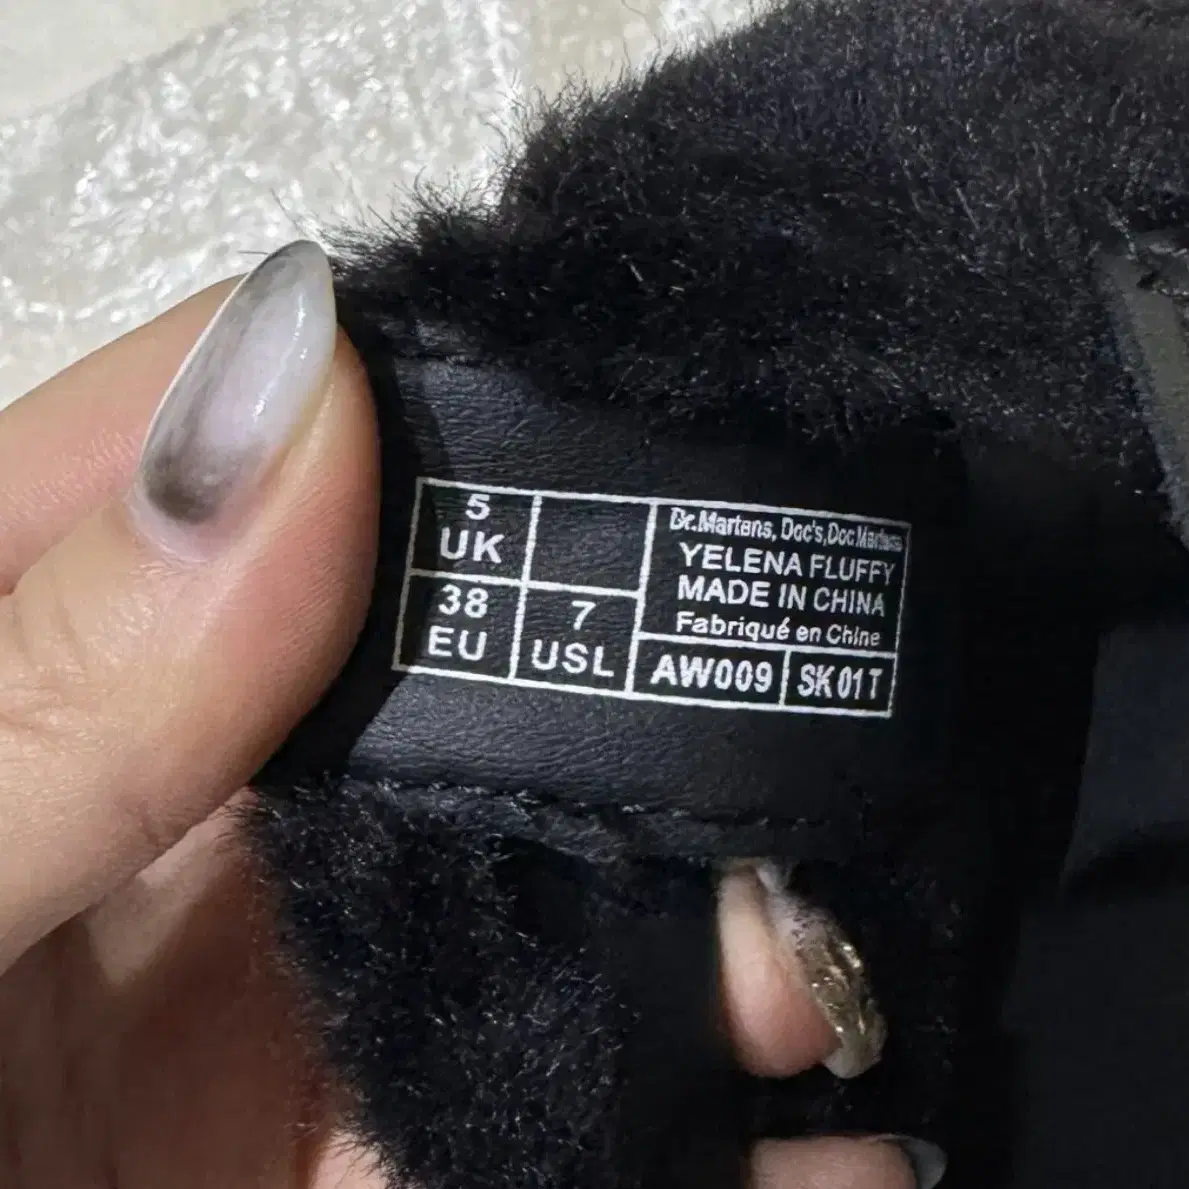 5
UK
38
EU
7
USL
Dr.Martens, Doc's, Doc Martens
YELENA FLUFFY
MADE IN CHINA
Fabriqué en Chine
AW009
SK01T